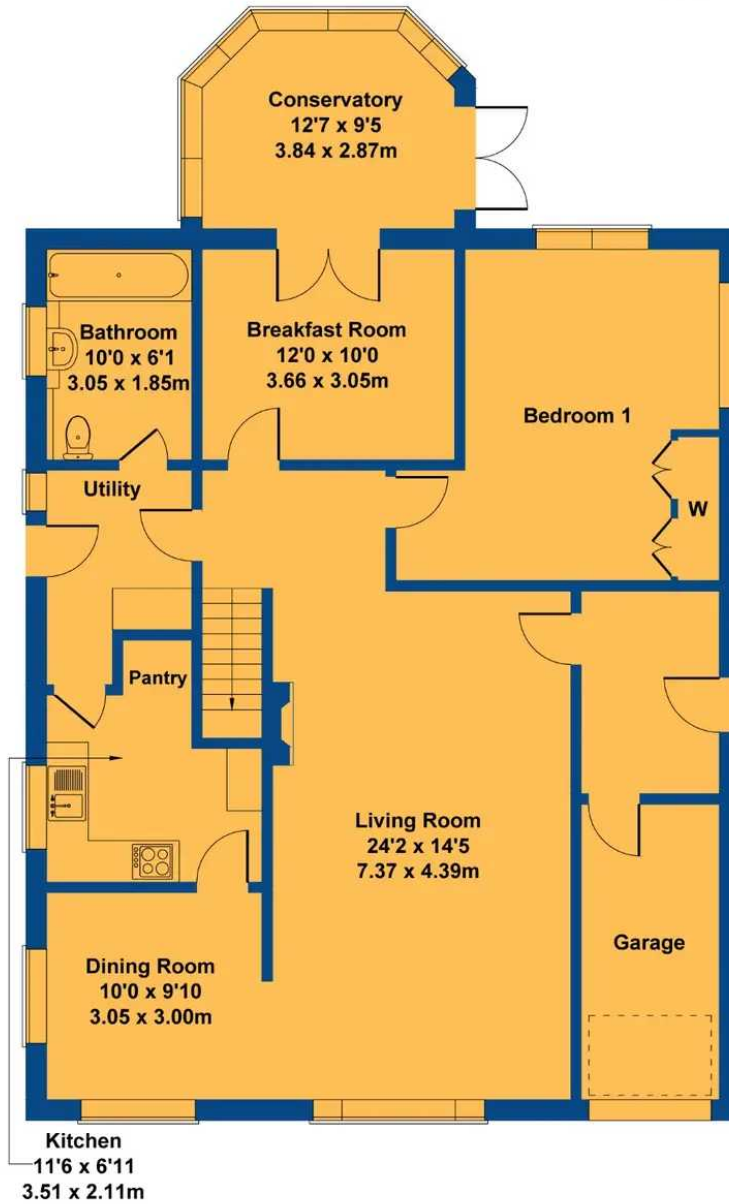 Conservatory
12'7 x 9'5
3.84 x 2.87m
Bathroom
10'0 x 6'1
3.05 x 1.85m
Breakfast Room
12'0 x 10'0
3.66 x 3.05m
Bedroom 1
W
Utility
Pantry
Living Room
24'2 x 14'5
7.37 x 4.39m
Garage
Dining Room
10'0 x 9'10
3.05 x 3.00m
Kitchen
11'6 x 6'11
3.51 x 2.11m